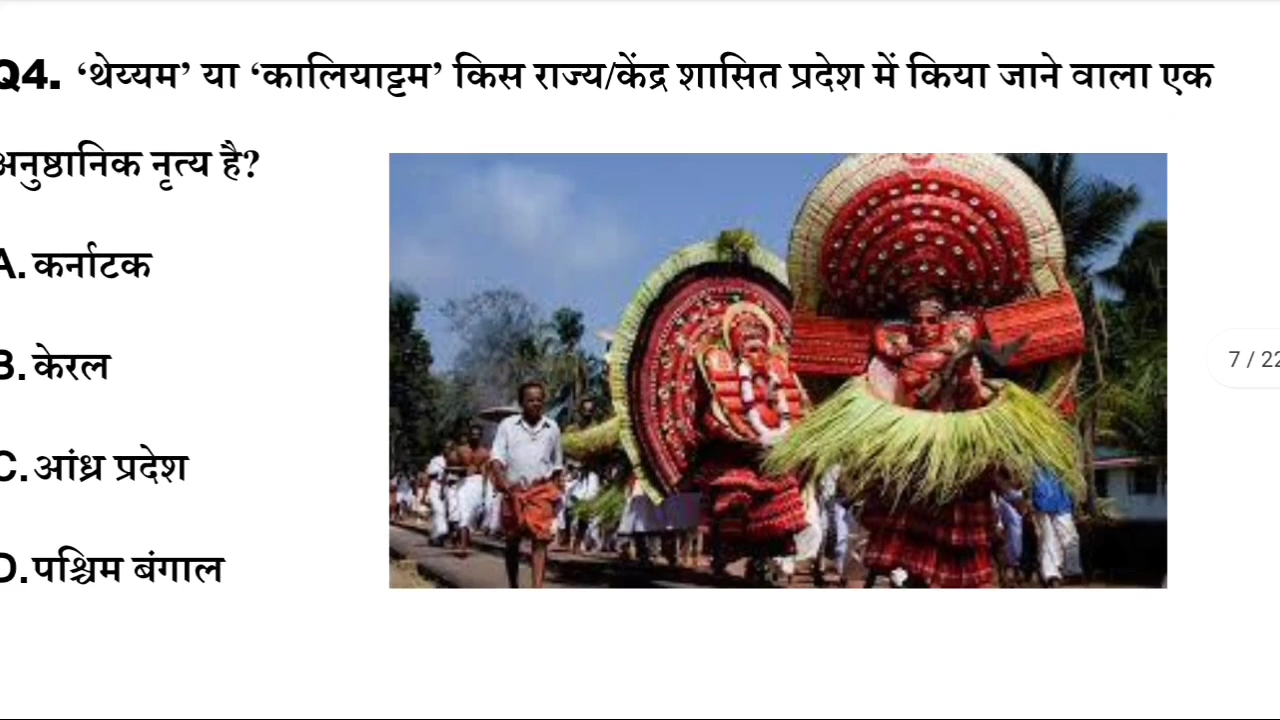 Q4. ‘थेय्यम’ या ‘कालियाट्टम’ किस राज्य/केंद्र शासित प्रदेश में किया जाने वाला एक
अनुष्ठानिक नृत्य है?
A. कर्नाटक
B. केरल
7 / 22
C. आंध्र प्रदेश
D. पश्चिम बंगाल